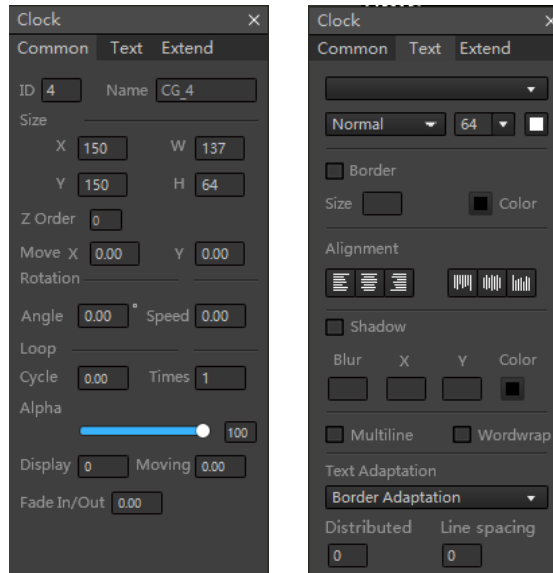 Clock ×
Common Text Extend
ID 4 Name CG_4
Size
X 150 W 137
Y 150 H 64
Z Order 0
Move X 0.00 Y 0.00
Rotation
Angle 0.00 ° Speed 0.00
Loop
Cycle 0.00 Times 1
Alpha
100
Display 0 Moving 0.00
Fade In/Out 0.00
Clock ×
Common Text Extend
Normal 64
Border
Size Color
Alignment
Shadow
Blur X Y Color
Multiline Wordwrap
Text Adaptation
Border Adaptation
Distributed Line spacing
0 0